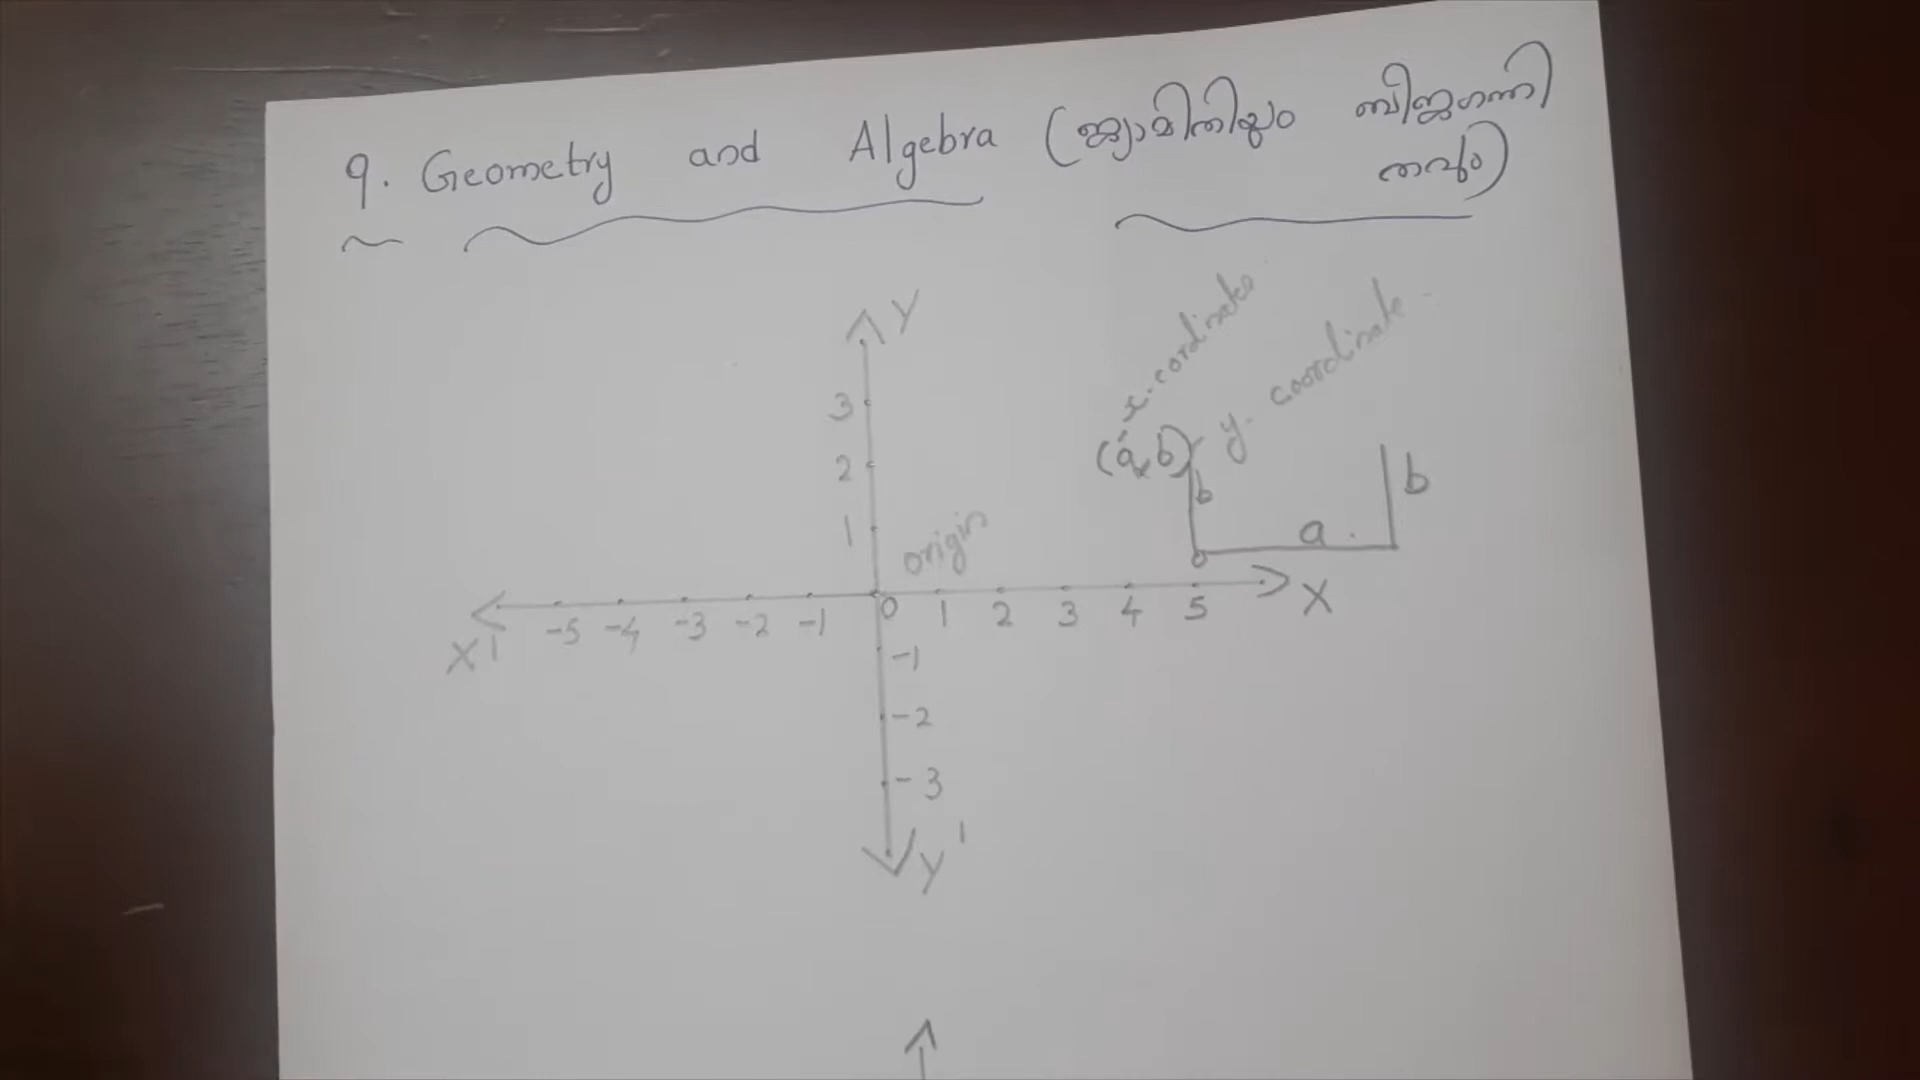 9. Geometry and Algebra (ജ്യാമിതിയും ബീജഗണി
തവും)
Y
x. cordinate
y. coordinate
3
(a, b)
2
b
b
1
origin
a
X' -5 -4 -3 -2 -1 0 1 2 3 4 5 X
-1
-2
-3
Y'